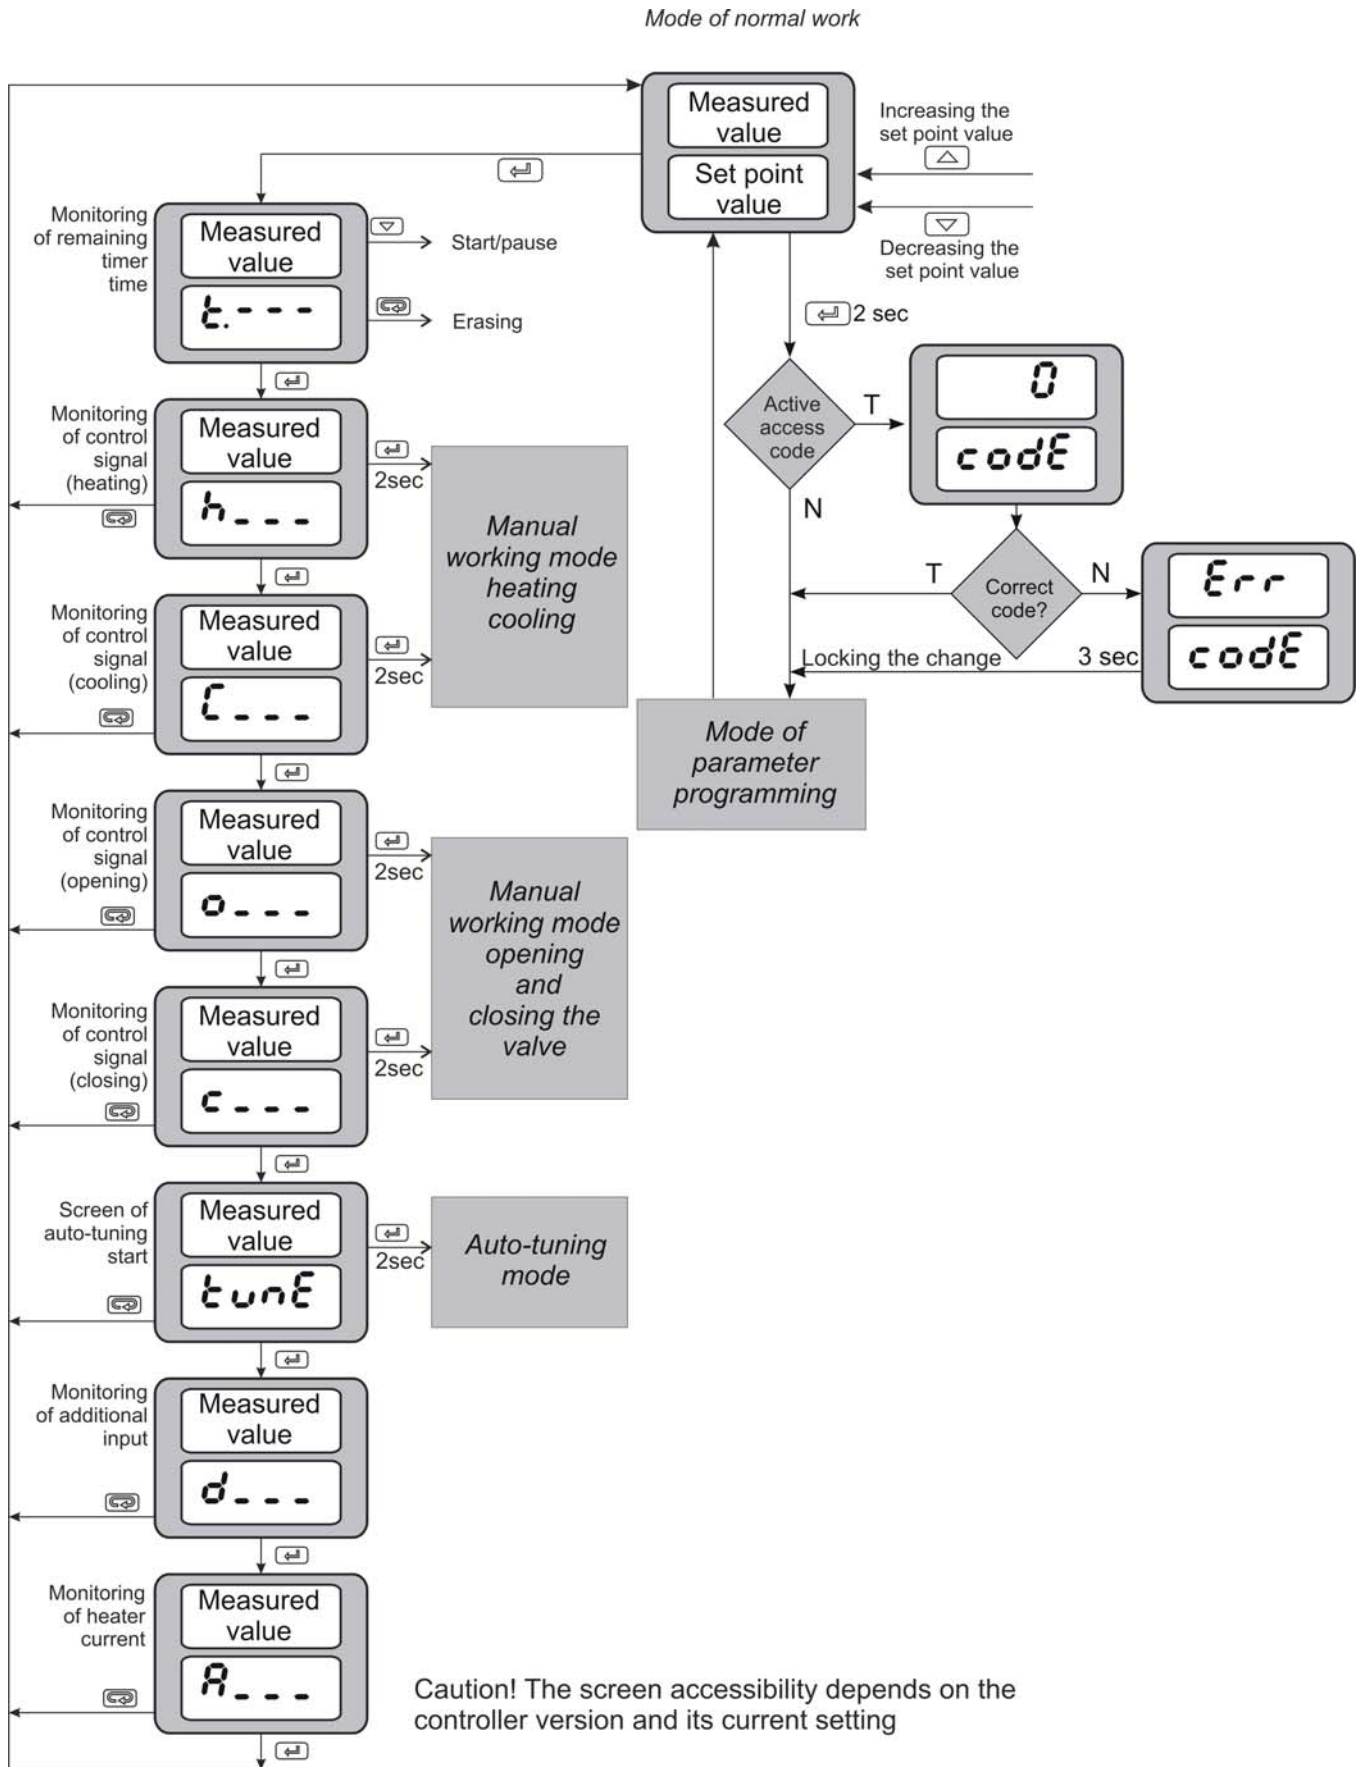 Mode of normal work
Measured
value
Set point
value
Increasing the
set point value
Decreasing the
set point value
Monitoring
of remaining
timer
time
Measured
value
t.---
Start/pause
Erasing
2 sec
Active
access
code
T
N
0
codE
Correct
code?
T
N
Err
codE
Locking the change
3 sec
Mode of
parameter
programming
Monitoring
of control
signal
(heating)
Measured
value
h---
2sec
Manual
working mode
heating
cooling
Monitoring
of control
signal
(cooling)
Measured
value
C---
2sec
Monitoring
of control
signal
(opening)
Measured
value
o---
2sec
Manual
working mode
opening
and
closing the
valve
Monitoring
of control
signal
(closing)
Measured
value
c---
2sec
Screen of
auto-tuning
start
Measured
value
tunE
2sec
Auto-tuning
mode
Monitoring
of additional
input
Measured
value
d---
Monitoring
of heater
current
Measured
value
A---
Caution! The screen accessibility depends on the
controller version and its current setting